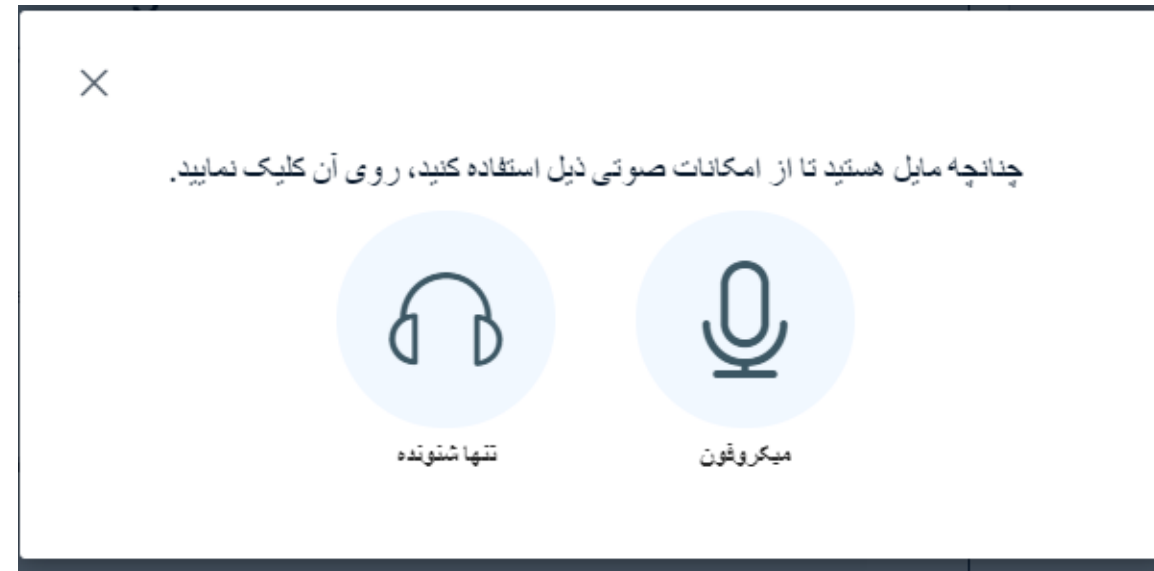 چنانچه مایل هستید تا از امکانات صوتی ذیل استفاده کنید، روی آن کلیک نمایید.
میکروفون
تنها شنونده